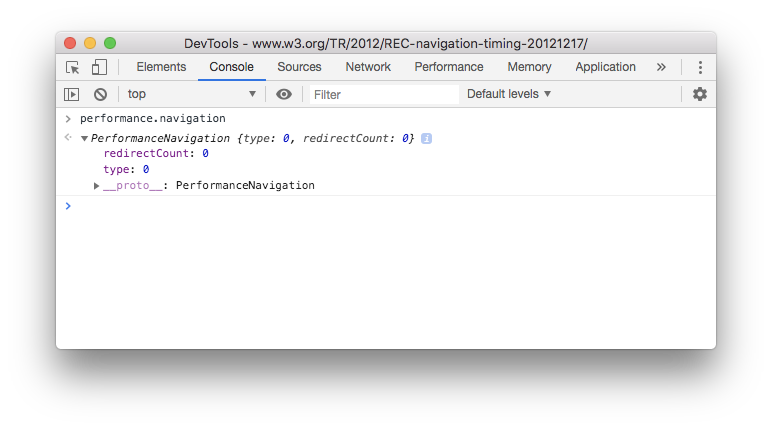 DevTools - www.w3.org/TR/2012/REC-navigation-timing-20121217/
Elements Console Sources Network Performance Memory Application »
top ▼ Filter Default levels ▼
> performance.navigation
<· ▼PerformanceNavigation {type: 0, redirectCount: 0} i
redirectCount: 0
type: 0
▶__proto__: PerformanceNavigation
>